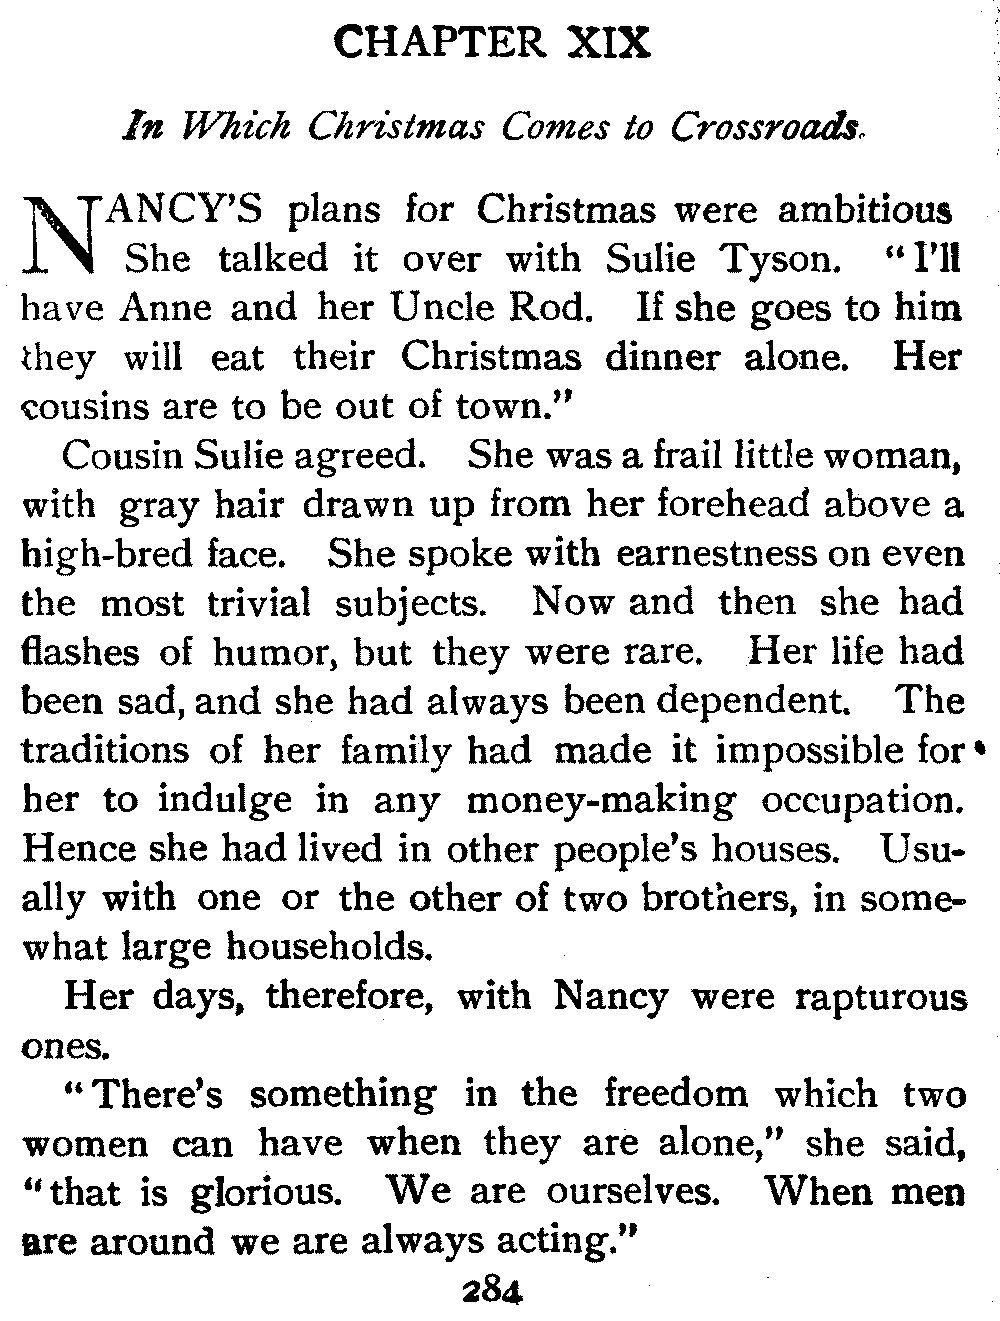 CHAPTER XIX
In Which Christmas Comes to Crossroads.
NANCY'S plans for Christmas were ambitious
She talked it over with Sulie Tyson. "I'll
have Anne and her Uncle Rod. If she goes to him
they will eat their Christmas dinner alone. Her
cousins are to be out of town."
Cousin Sulie agreed. She was a frail little woman,
with gray hair drawn up from her forehead above a
high-bred face. She spoke with earnestness on even
the most trivial subjects. Now and then she had
flashes of humor, but they were rare. Her life had
been sad, and she had always been dependent. The
traditions of her family had made it impossible for
her to indulge in any money-making occupation.
Hence she had lived in other people's houses. Usu-
ally with one or the other of two brothers, in some-
what large households.
Her days, therefore, with Nancy were rapturous
ones.
"There's something in the freedom which two
women can have when they are alone," she said,
"that is glorious. We are ourselves. When men
are around we are always acting."
284